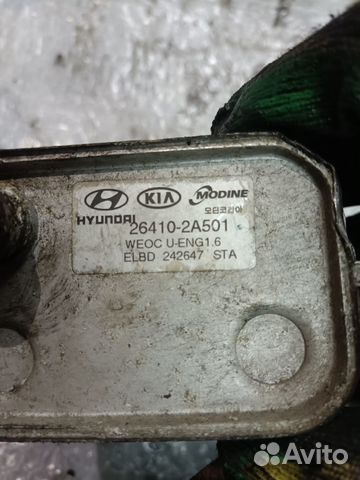 HYUNDAI KIA MODINE
모딘코리아
26410-2A501
WEOC U-ENG1.6
ELBD 242647 STA
Avito